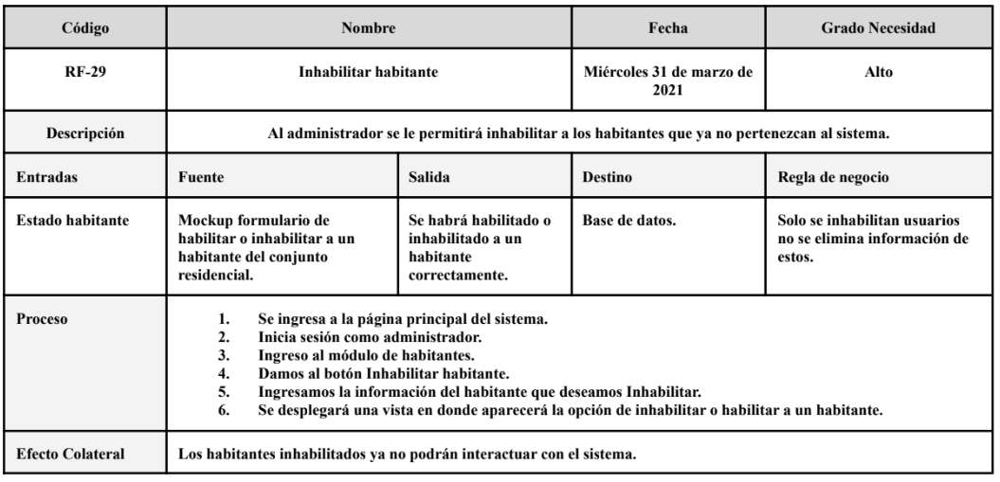 Código Nombre Fecha Grado Necesidad
RF-29 Inhabilitar habitante Miércoles 31 de marzo de 2021 Alto
Descripción Al administrador se le permitirá inhabilitar a los habitantes que ya no pertenezcan al sistema.
Entradas Fuente Salida Destino Regla de negocio
Estado habitante
Mockup formulario de
habilitar o inhabilitar a un
habitante del conjunto
residencial.
Se habrá habilitado o
inhabilitado a un
habitante
correctamente.
Base de datos.
Solo se inhabilitan usuarios
no se elimina información de
estos.
Proceso
1. Se ingresa a la página principal del sistema.
2. Inicia sesión como administrador.
3. Ingreso al módulo de habitantes.
4. Damos al botón Inhabilitar habitante.
5. Ingresamos la información del habitante que deseamos Inhabilitar.
6. Se desplegará una vista en donde aparecerá la opción de inhabilitar o habilitar a un habitante.
Efecto Colateral Los habitantes inhabilitados ya no podrán interactuar con el sistema.